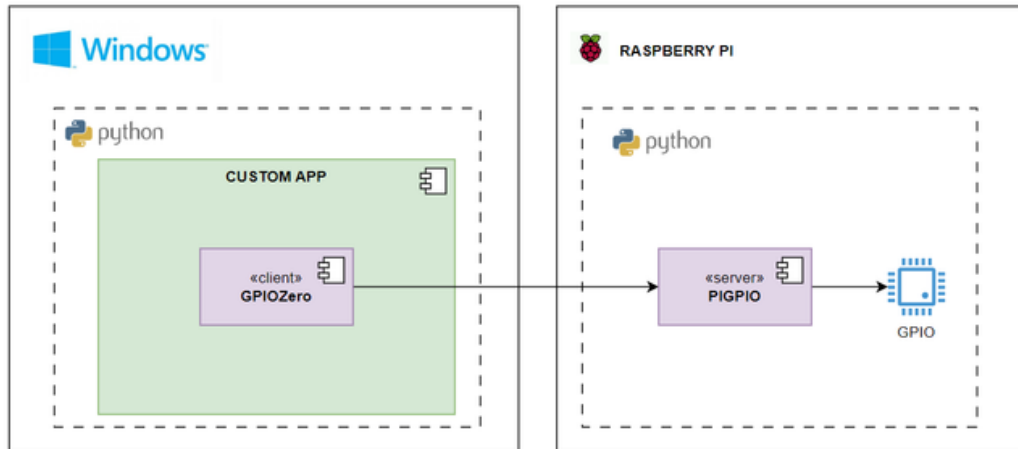 Windows
RASPBERRY PI
python
python
CUSTOM APP
«client»
GPIOZero
«server»
PIGPIO
GPIO